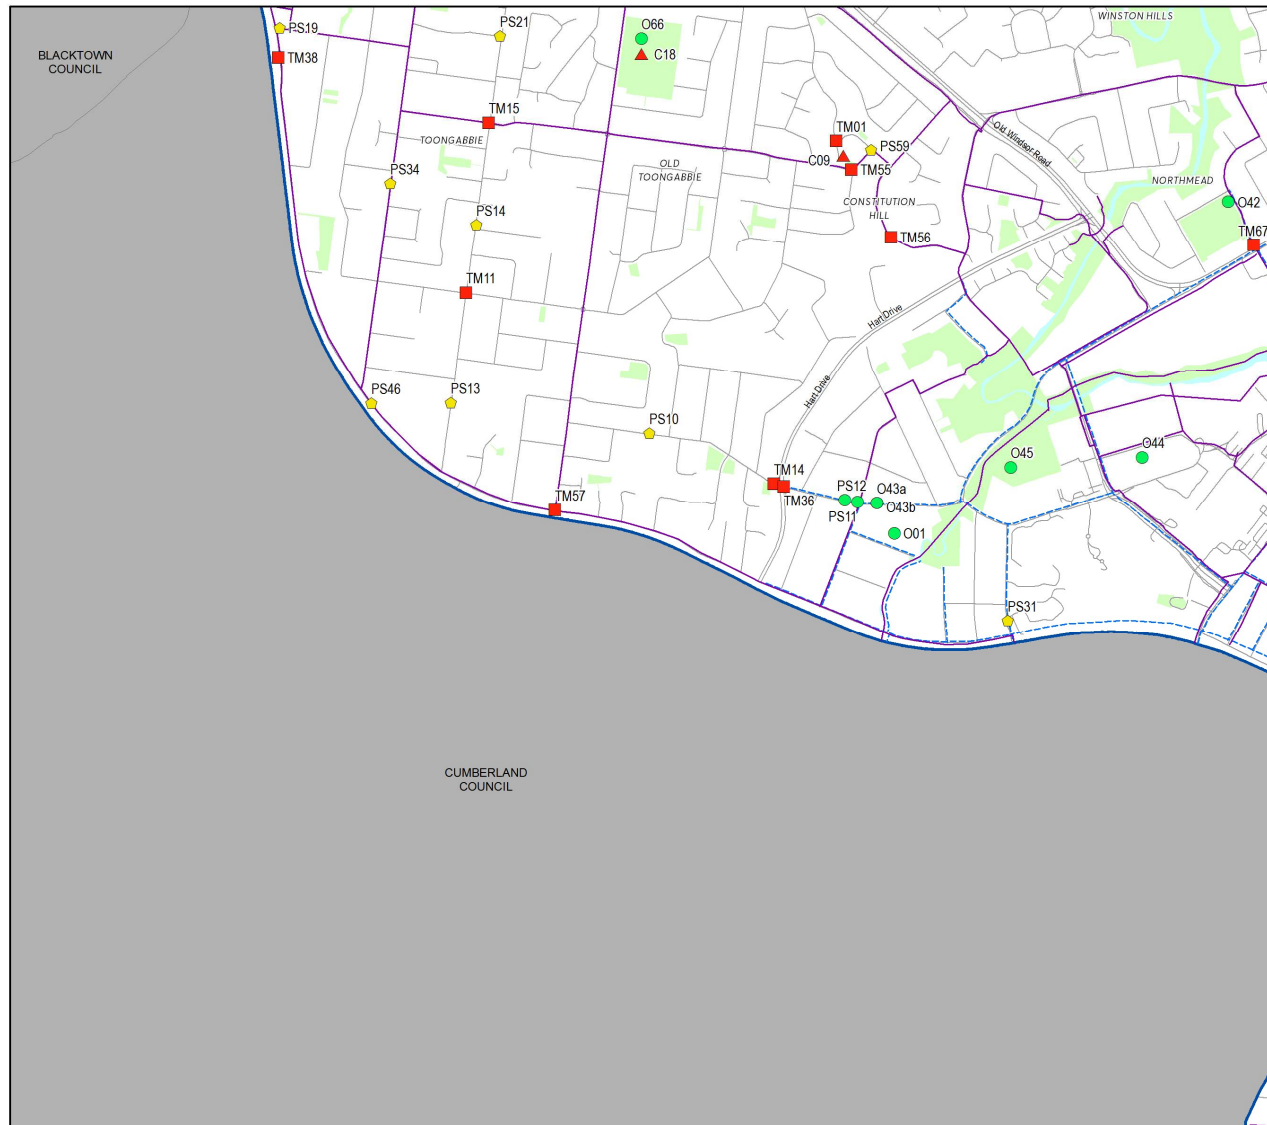 WINSTON HILLS
PS19
PS21
O66
BLACKTOWN
COUNCIL
TM38
C18
TM15
TM01
Old Windsor Road
TOONGABBIE
PS59
C09
OLD
TOONGABBIE
TM55
PS34
NORTHMEAD
CONSTITUTION
HILL
O42
PS14
TM56
TM67
TM11
Hart Drive
Hart Drive
PS46
PS13
PS10
O44
O45
TM14
TM36
PS12
O43a
TM57
PS11
O43b
O01
PS31
CUMBERLAND
COUNCIL